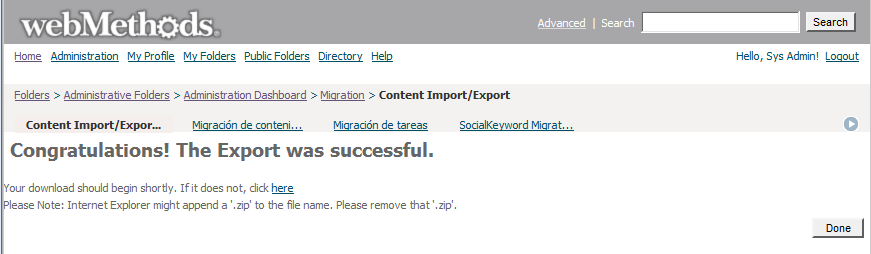 webMethods.
Advanced | Search Search
Home Administration My Profile My Folders Public Folders Directory Help Hello, Sys Admin! Logout
Folders > Administrative Folders > Administration Dashboard > Migration > Content Import/Export
Content Import/Expor... Migración de conteni... Migración de tareas SocialKeyword Migrat...
Congratulations! The Export was successful.
Your download should begin shortly. If it does not, click here
Please Note: Internet Explorer might append a '.zip' to the file name. Please remove that '.zip'.
Done